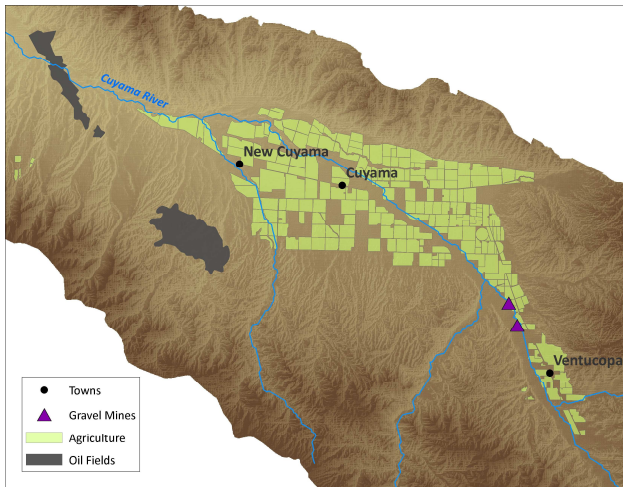 Cuyama River
New Cuyama
Cuyama
Ventucopa
Towns
Gravel Mines
Agriculture
Oil Fields